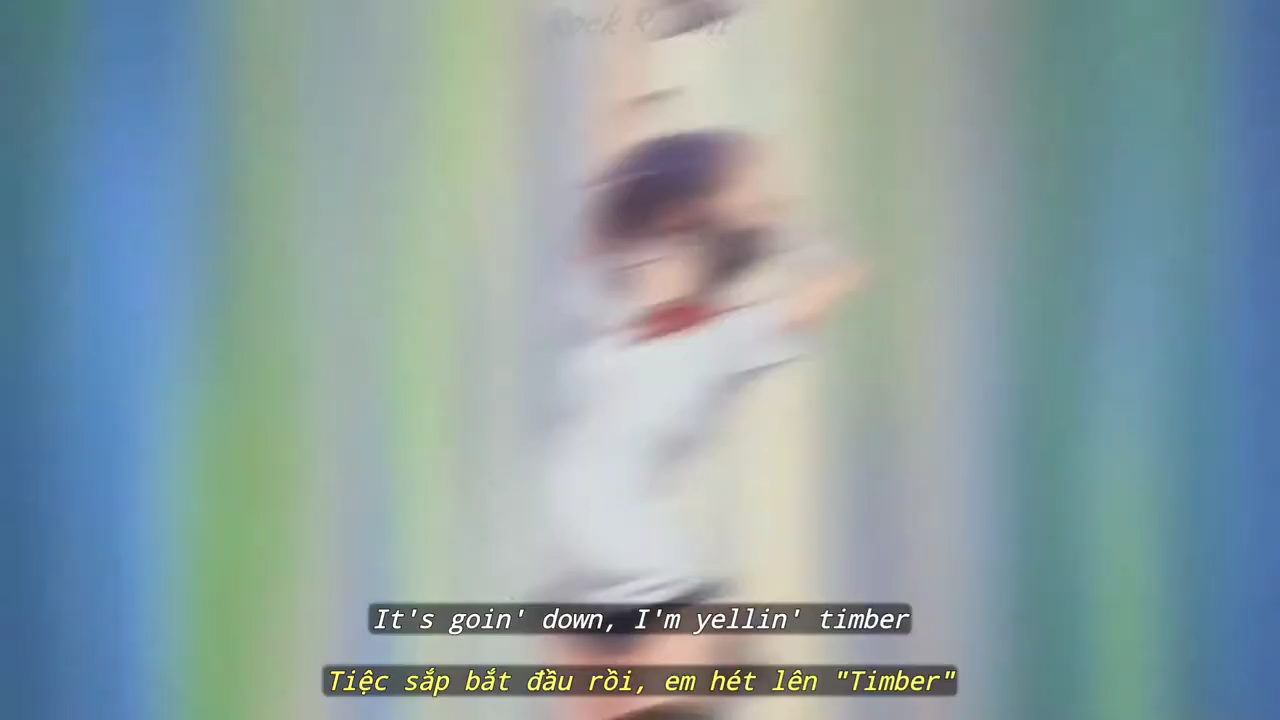 It's goin' down, I'm yellin' timber
Tiệc sắp bắt đầu rồi, em hét lên "Timber"